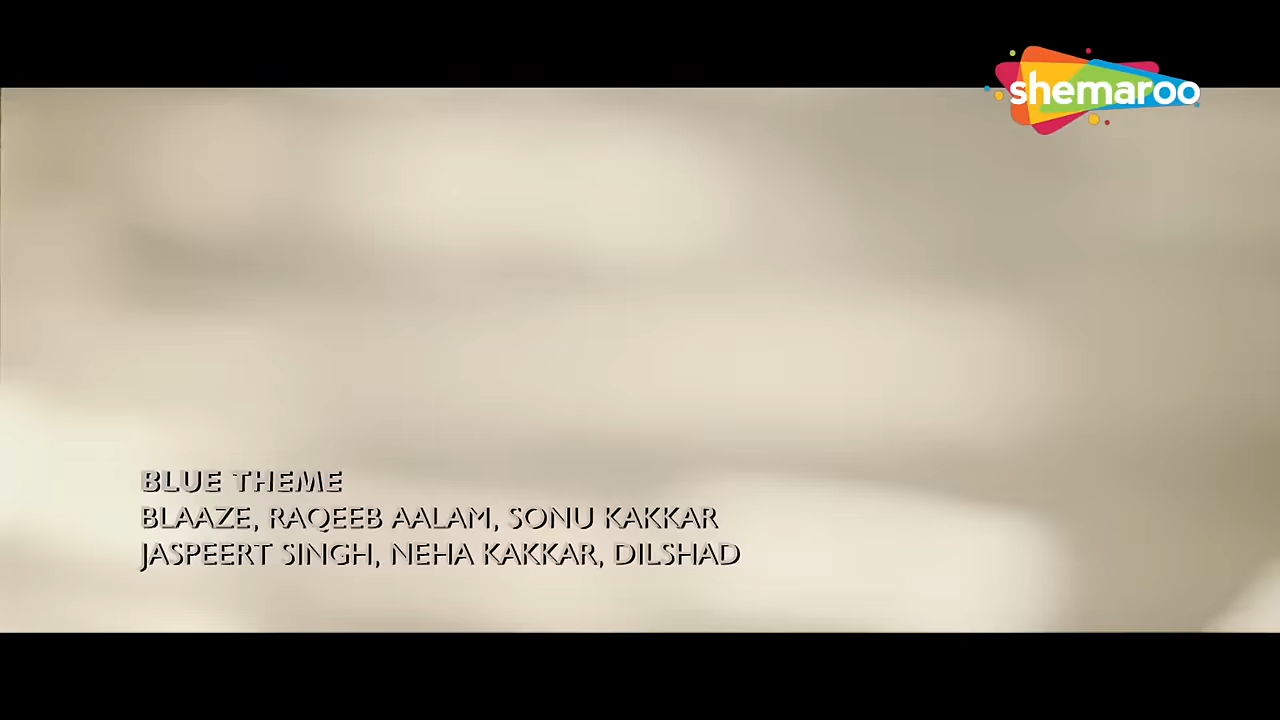 shemaroo
BLUE THEME
BLAAZE, RAQEEB AALAM, SONU KAKKAR
JASPEERT SINGH, NEHA KAKKAR, DILSHAD